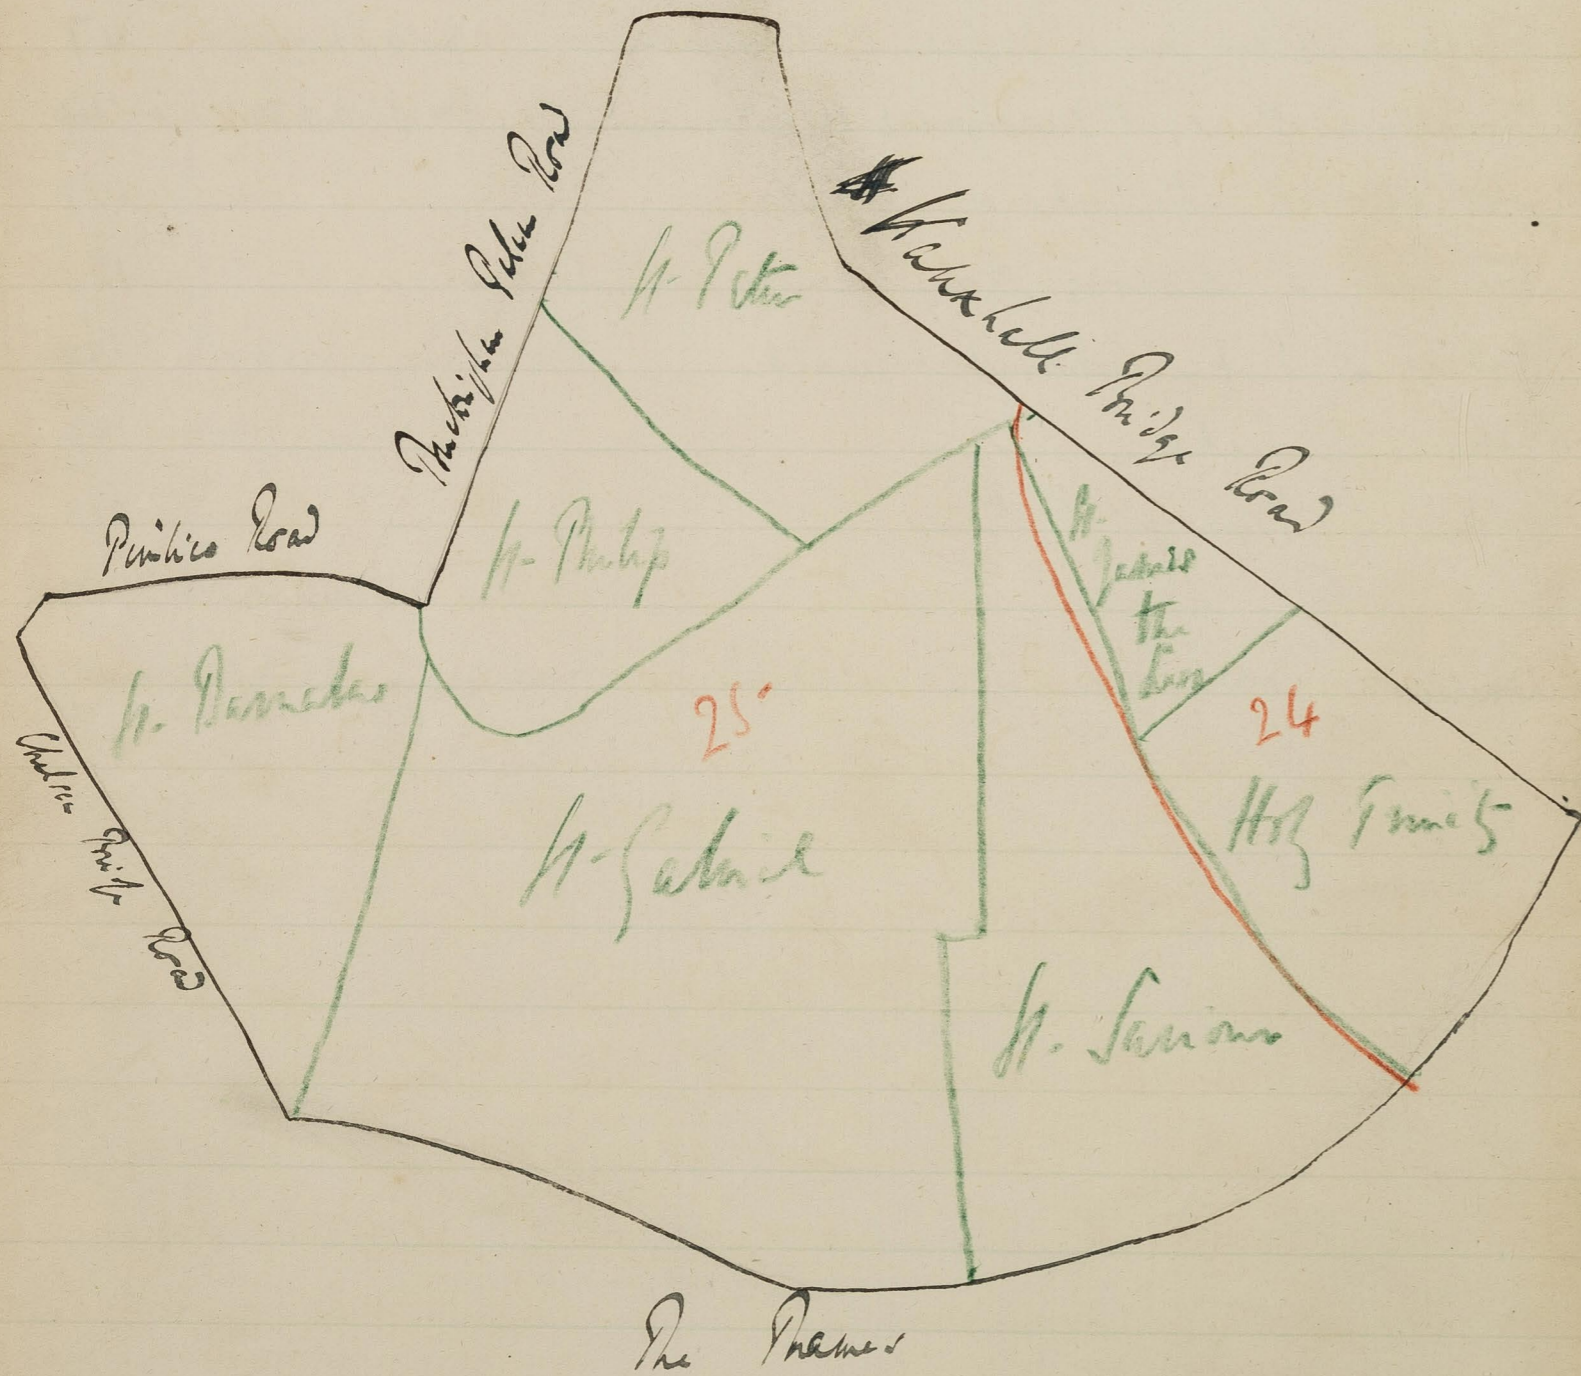 Buckingham Palace Road
Vauxhall Bridge Road
St. Peter
Pimlico Road
St. Philip
St.
James
the
Less
St. Barnabas
25
24
Chelsea Bridge Road
St. Gabriel
Holy Trinity
St. Saviour
The Thames